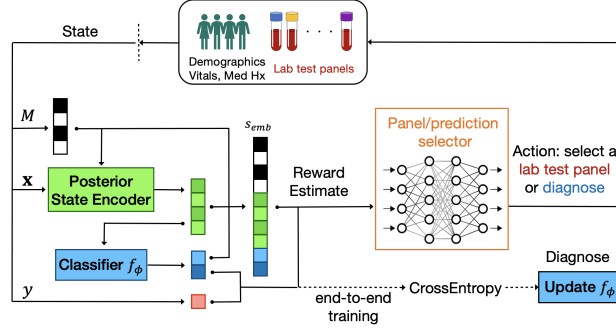 State
Demographics
Vitals, Med Hx
Lab test panels
M
s_emb
Panel/prediction
selector
Action: select a
lab test panel
or diagnose
x
Posterior
State Encoder
Reward
Estimate
Classifier f_ϕ
y
end-to-end
training
CrossEntropy
Diagnose
Update f_ϕ